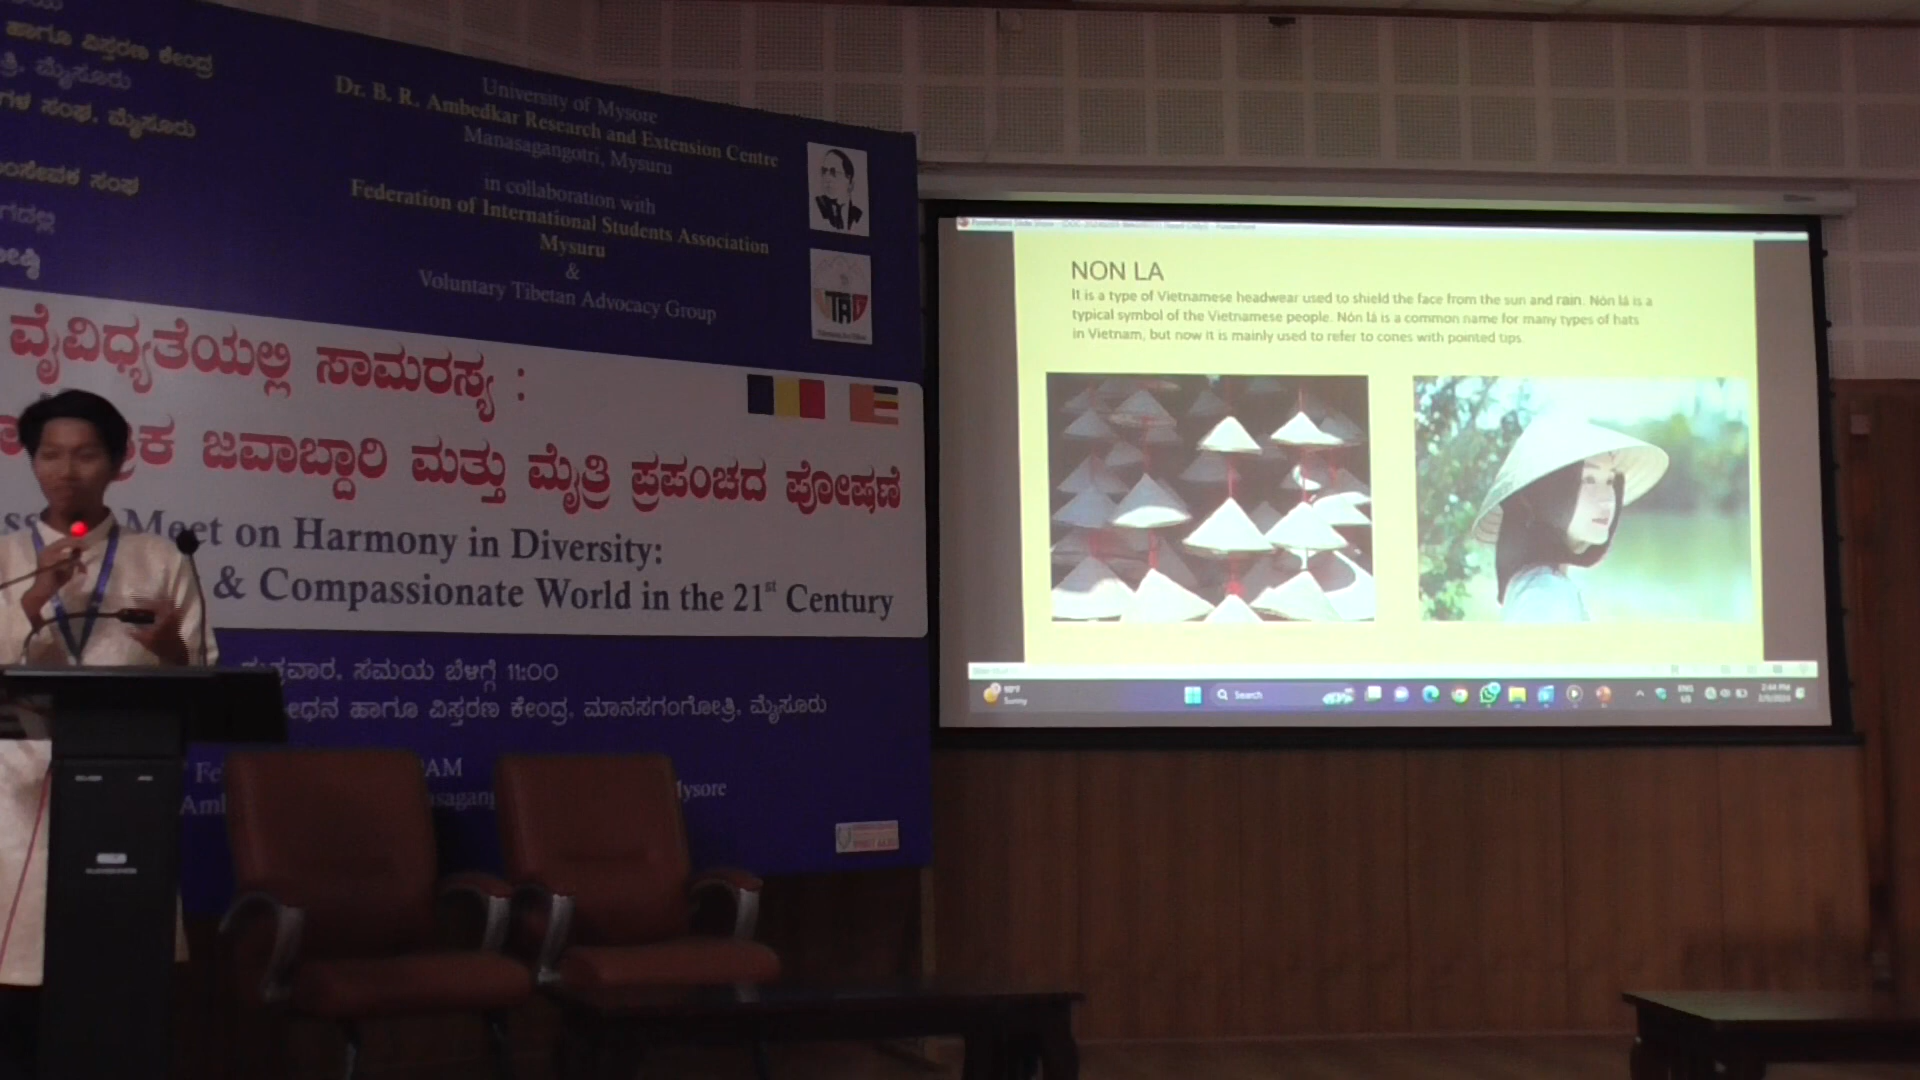 ಹಾಗೂ ವಿಸ್ತರಣ ಕೇಂದ್ರ
ಮೈಸೂರು
ಸಂಘ, ಮೈಸೂರು
ಸಂಘ
University of Mysore
Dr. B. R. Ambedkar Research and Extension Centre
Manasagangotri, Mysuru
in collaboration with
Federation of International Students Association
Mysuru
&
Voluntary Tibetan Advocacy Group
ವೈವಿಧ್ಯತೆಯಲ್ಲಿ ಸಾಮರಸ್ಯ :
ಜವಾಬ್ದಾರಿ ಮತ್ತು ಮೈತ್ರಿ ಪ್ರಪಂಚದ ಪೋಷಣೆ
Meet on Harmony in Diversity:
& Compassionate World in the 21st Century
ಸಮಯ ಬೆಳಗ್ಗೆ 11:00
ಹಾಗೂ ವಿಸ್ತರಣ ಕೇಂದ್ರ, ಮಾನಸಗಂಗೋತ್ರಿ, ಮೈಸೂರು
AM
NON LA
It is a type of Vietnamese headwear used to shield the face from the sun and rain. Nón lá is a
typical symbol of the Vietnamese people. Nón lá is a common name for many types of hats
in Vietnam, but now it is mainly used to refer to cones with pointed tips.
Sunny
Search
2:44 PM